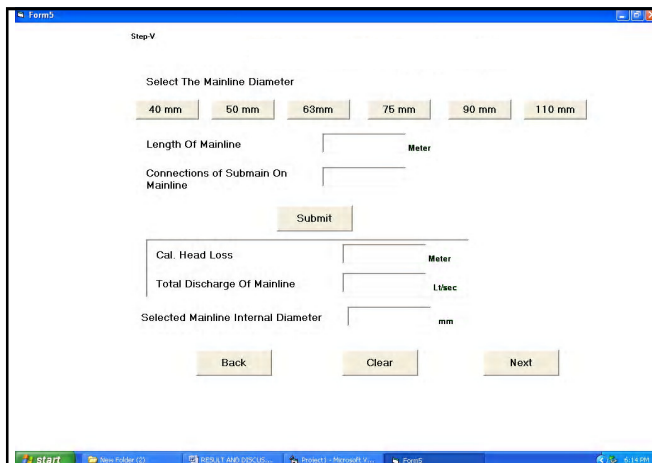 Form5
Step-V
Select The Mainline Diameter
40 mm 50 mm 63mm 75 mm 90 mm 110 mm
Length Of Mainline Meter
Connections of Submain On
Mainline
Submit
Cal. Head Loss Meter
Total Discharge Of Mainline Lt/sec
Selected Mainline Internal Diameter mm
Back Clear Next
start New Folder (2) RESULT AND DISCUS... Project1 - Microsoft V... Form5 6:14 PM